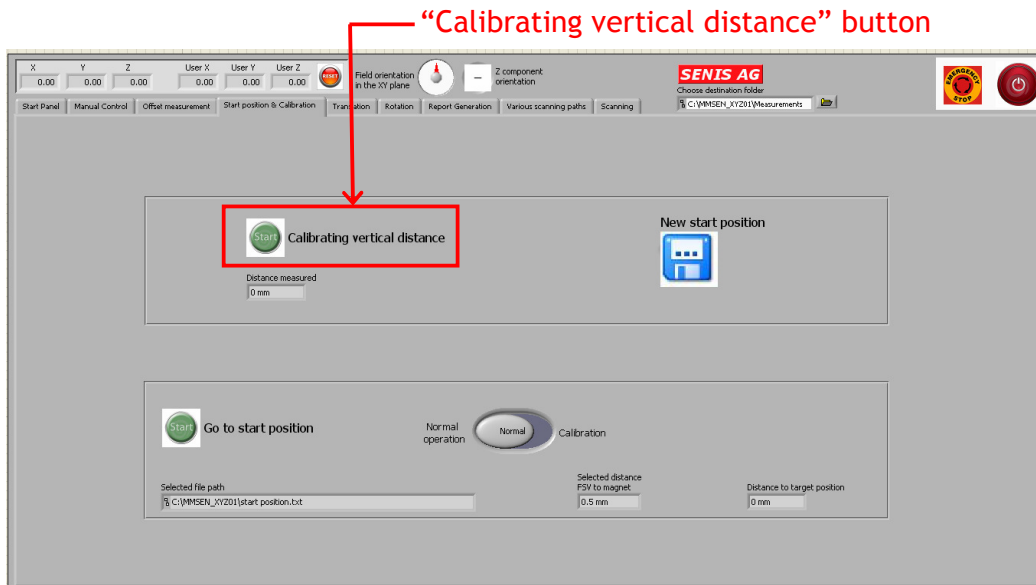 “Calibrating vertical distance” button
X Y Z User X User Y User Z
0.00 0.00 0.00 0.00 0.00 0.00
RESET
Field orientation
in the XY plane
Z component
orientation
SENIS AG
Choose destination folder
C:\MMSEN_XYZ01\Measurements
EMERGENCY
STOP
Start Panel Manual Control Offset measurement Start position & Calibration Translation Rotation Report Generation Various scanning paths Scanning
Start Calibrating vertical distance
New start position
Distance measured
0 mm
Start Go to start position
Normal
operation
Normal
Calibration
Selected file path
C:\MMSEN_XYZ01\start position.txt
Selected distance
FSV to magnet
0.5 mm
Distance to target position
0 mm